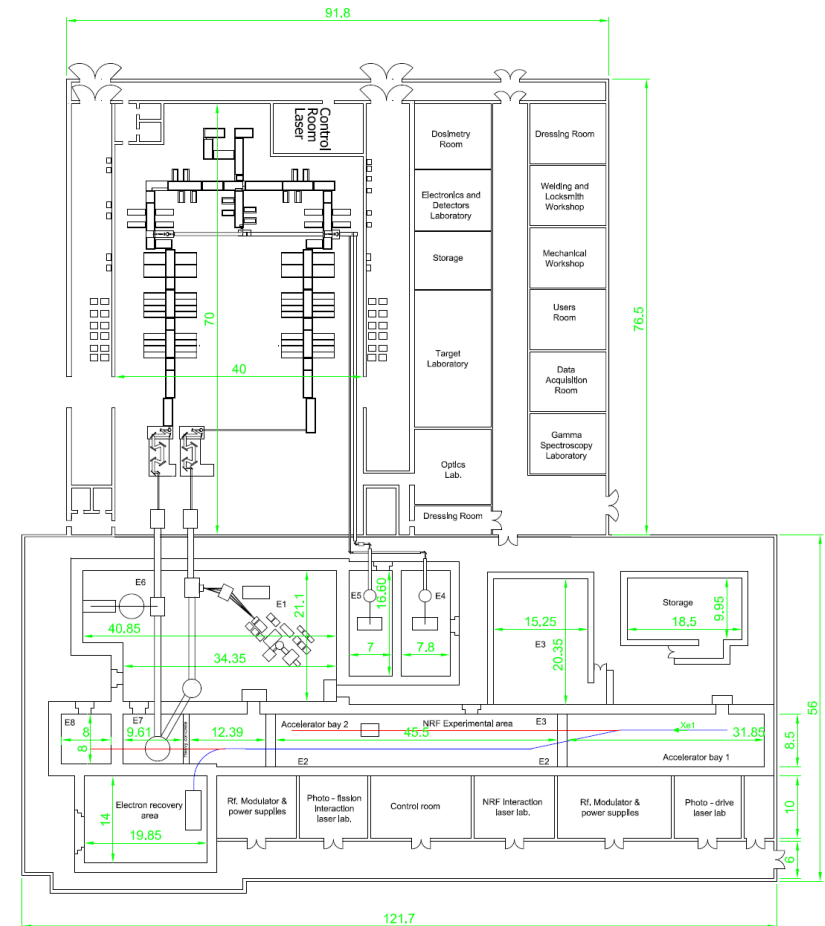 91.8
Control
Room
Laser
Dosimetry
Room
Dressing Room
Electronics and
Detectors
Laboratory
Welding and
Locksmith
Workshop
Storage
Mechanical
Workshop
70
76.5
Users
Room
Target
Laboratory
40
Data
Acquisition
Room
Gamma
Spectroscopy
Laboratory
Optics
Lab.
Dressing Room
E6
E1
21.1
40.85
34.35
E5
16.60
E4
7
7.8
15.25
E3
20.35
Storage
18.5
9.95
56
E8
8
8
E7
9.61
Heavy concrete
12.39
Accelerator bay 2
NRF Experimental area
E3
45.5
E2
E2
Xe1
31.85
Accelerator bay 1
8.5
Electron recovery
area
14
19.85
Rf. Modulator &
power supplies
Photo - fission
Interaction
laser lab.
Control room
NRF Interaction
laser lab.
Rf. Modulator &
power supplies
Photo - drive
laser lab
10
6
121.7